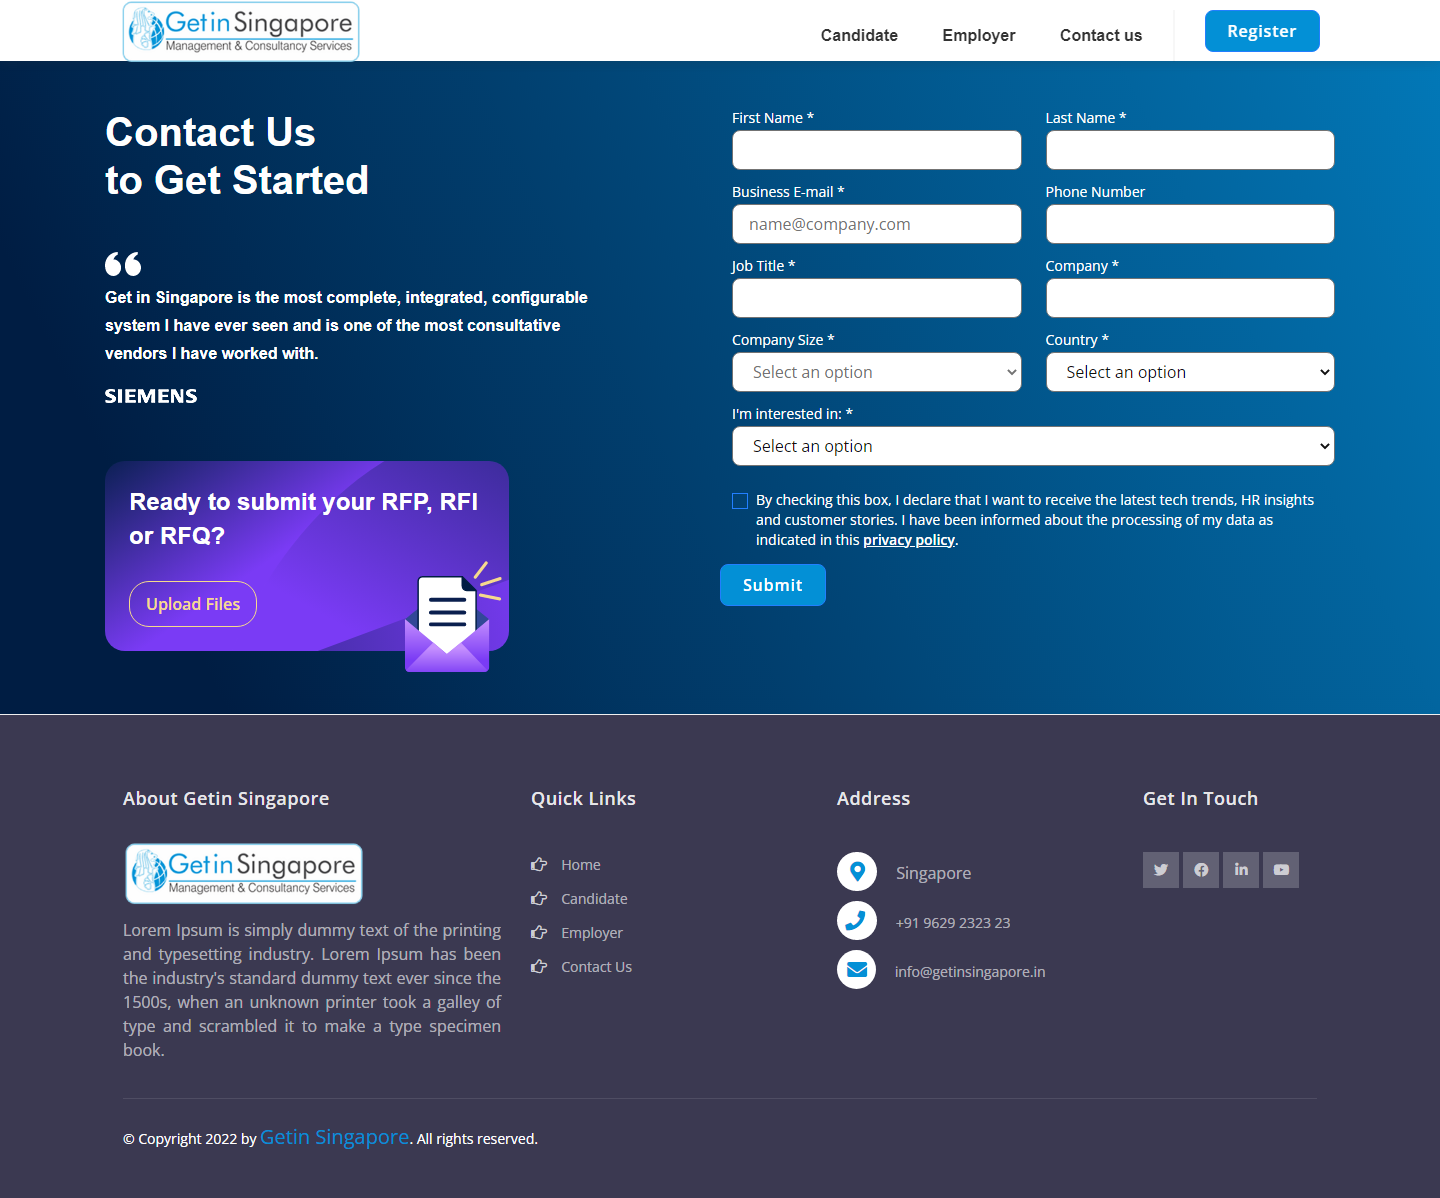 Getin Singapore
Management & Consultancy Services
Candidate
Employer
Contact us
Register
Contact Us
to Get Started
Get in Singapore is the most complete, integrated, configurable
system I have ever seen and is one of the most consultative
vendors I have worked with.
SIEMENS
Ready to submit your RFP, RFI
or RFQ?
Upload Files
First Name *
Last Name *
Business E-mail *
Phone Number
name@company.com
Job Title *
Company *
Company Size *
Country *
Select an option
Select an option
I'm interested in: *
Select an option
By checking this box, I declare that I want to receive the latest tech trends, HR insights
and customer stories. I have been informed about the processing of my data as
indicated in this privacy policy.
Submit
About Getin Singapore
Getin Singapore
Management & Consultancy Services
Lorem Ipsum is simply dummy text of the printing
and typesetting industry. Lorem Ipsum has been
the industry's standard dummy text ever since the
1500s, when an unknown printer took a galley of
type and scrambled it to make a type specimen
book.
Quick Links
Home
Candidate
Employer
Contact Us
Address
Singapore
+91 9629 2323 23
info@getinsingapore.in
Get In Touch
© Copyright 2022 by Getin Singapore. All rights reserved.